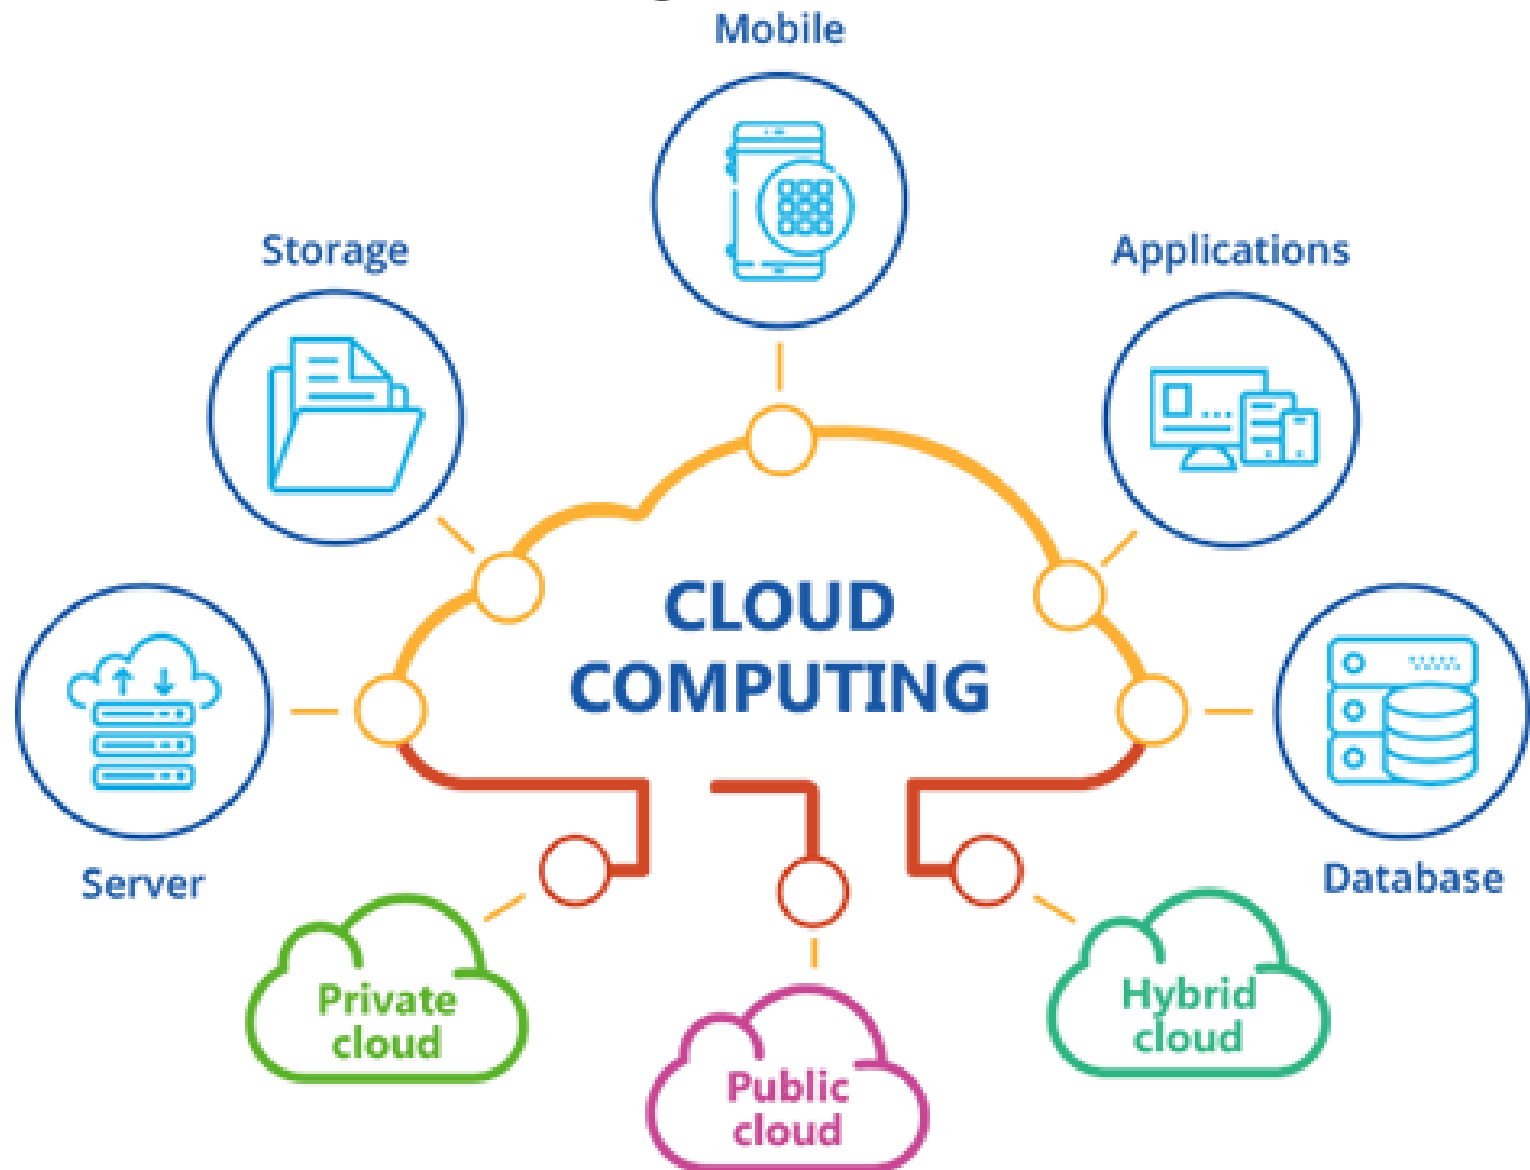 Mobile
Storage
Applications
CLOUD
COMPUTING
Server
Database
Private
cloud
Hybrid
cloud
Public
cloud